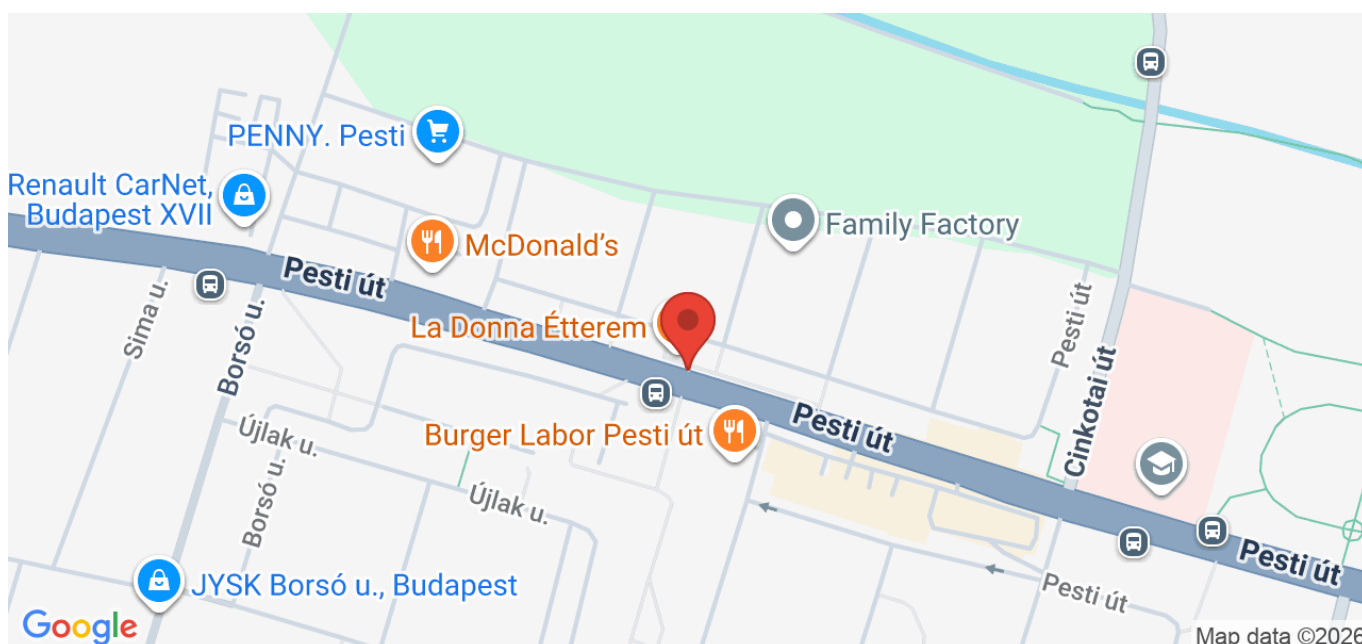 PENNY. Pesti
Renault CarNet,
Budapest XVII
Family Factory
McDonald's
Pesti út
Sima u.
Borsó u.
La Donna Étterem
Pesti út
Cinkotai út
Burger Labor Pesti út
Pesti út
Újlak u.
Borsó u.
Újlak u.
Pesti út
JYSK Borsó u., Budapest
Pesti út
Google
Map data ©2026